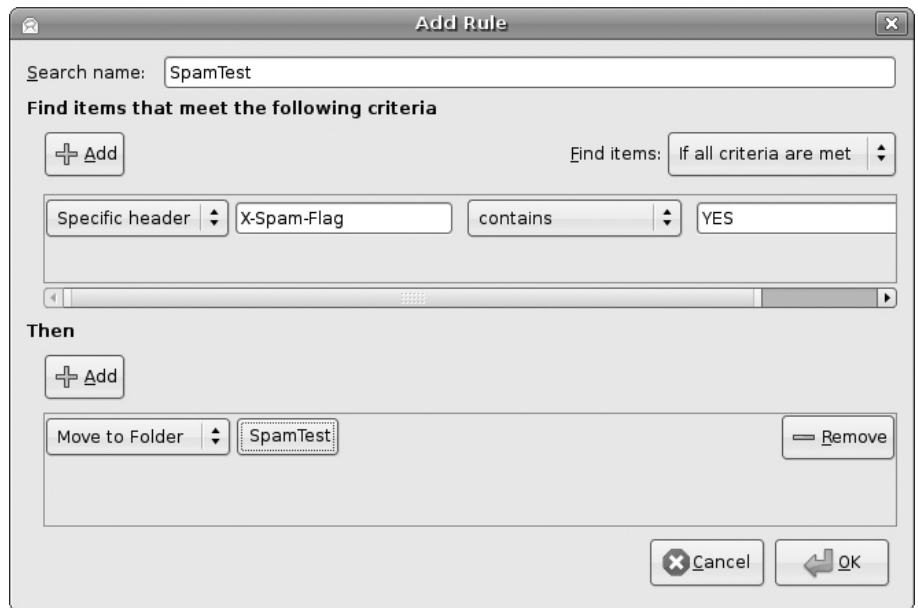 Add Rule
Search name: SpamTest
Find items that meet the following criteria
Add Find items: If all criteria are met
Specific header X-Spam-Flag contains YES
Then
Add
Move to Folder SpamTest Remove
Cancel OK